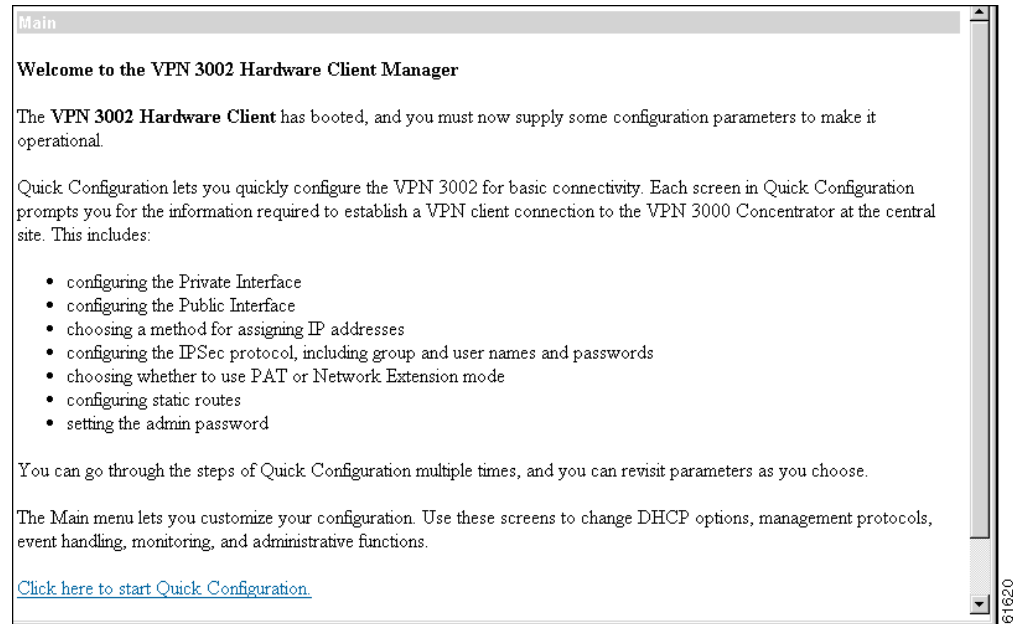 Main
Welcome to the VPN 3002 Hardware Client Manager
The VPN 3002 Hardware Client has booted, and you must now supply some configuration parameters to make it
operational.
Quick Configuration lets you quickly configure the VPN 3002 for basic connectivity. Each screen in Quick Configuration
prompts you for the information required to establish a VPN client connection to the VPN 3000 Concentrator at the central
site. This includes:
• configuring the Private Interface
• configuring the Public Interface
• choosing a method for assigning IP addresses
• configuring the IPSec protocol, including group and user names and passwords
• choosing whether to use PAT or Network Extension mode
• configuring static routes
• setting the admin password
You can go through the steps of Quick Configuration multiple times, and you can revisit parameters as you choose.
The Main menu lets you customize your configuration. Use these screens to change DHCP options, management protocols,
event handling, monitoring, and administrative functions.
Click here to start Quick Configuration.
61620